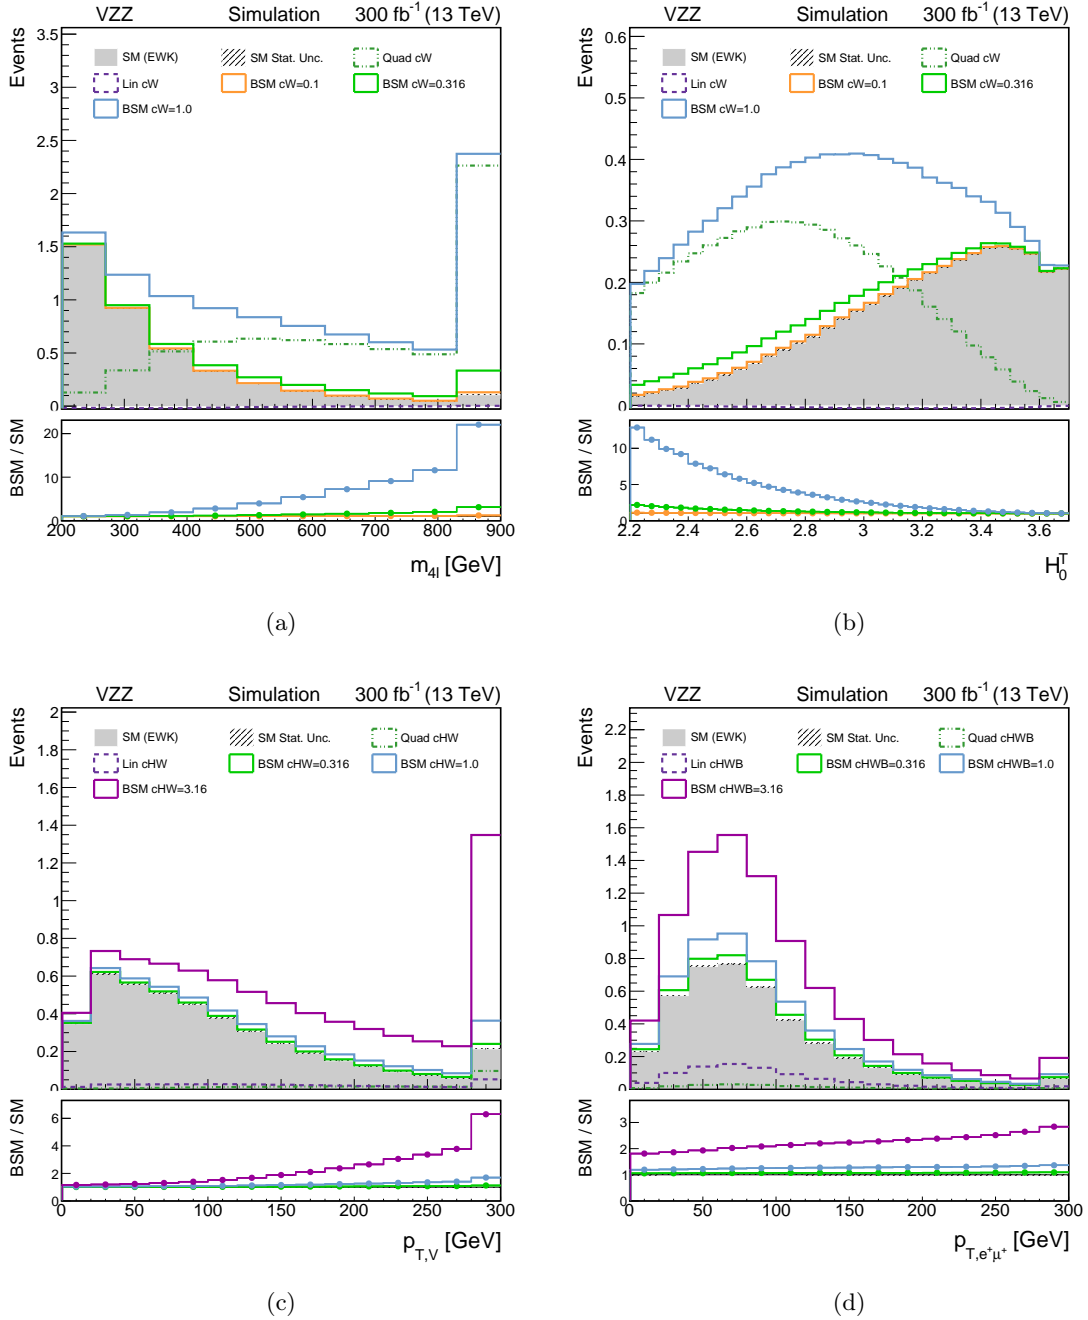 VZZ Simulation 300 fb⁻¹ (13 TeV)
Events
3.5
3
2.5
2
1.5
1
0.5
0
SM (EWK) SM Stat. Unc. Quad cW
Lin cW BSM cW=0.1 BSM cW=0.316
BSM cW=1.0
BSM / SM
20
10
0
200 300 400 500 600 700 800 900
m4l [GeV]
(a)
VZZ Simulation 300 fb⁻¹ (13 TeV)
Events
0.6
0.5
0.4
0.3
0.2
0.1
0
SM (EWK) SM Stat. Unc. Quad cW
Lin cW BSM cW=0.1 BSM cW=0.316
BSM cW=1.0
BSM / SM
10
5
0
2.2 2.4 2.6 2.8 3 3.2 3.4 3.6
H₀ᵀ
(b)
VZZ Simulation 300 fb⁻¹ (13 TeV)
Events
2
1.8
1.6
1.4
1.2
1
0.8
0.6
0.4
0.2
0
SM (EWK) SM Stat. Unc. Quad cHW
Lin cHW BSM cHW=0.316 BSM cHW=1.0
BSM cHW=3.16
BSM / SM
6
4
2
0
0 50 100 150 200 250 300
pT,V [GeV]
(c)
VZZ Simulation 300 fb⁻¹ (13 TeV)
Events
2.2
2
1.8
1.6
1.4
1.2
1
0.8
0.6
0.4
0.2
0
SM (EWK) SM Stat. Unc. Quad cHWB
Lin cHWB BSM cHWB=0.316 BSM cHWB=1.0
BSM cHWB=3.16
BSM / SM
3
2
1
0
0 50 100 150 200 250 300
pT,e⁺μ⁺ [GeV]
(d)